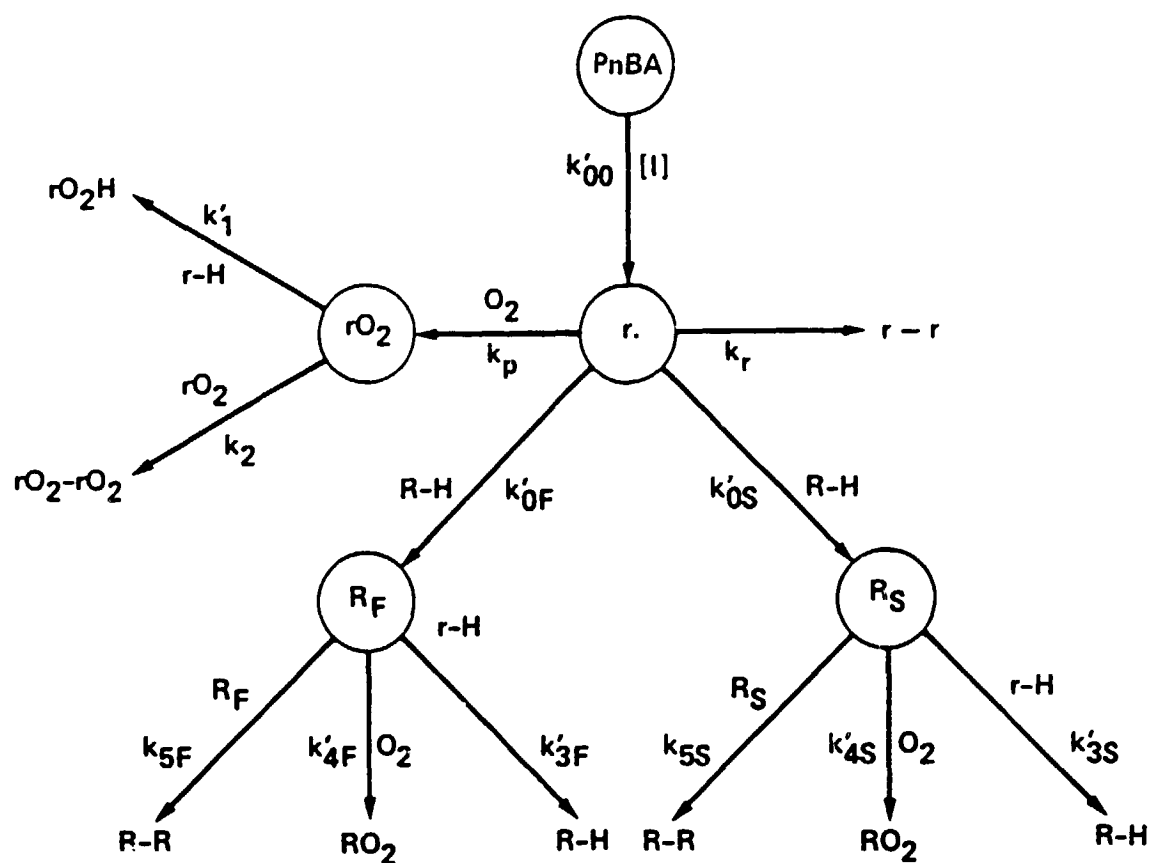 PnBA
k'00 [I]
rO2H
k'1
r-H
rO2
O2
kp
r.
kr
r – r
rO2
k2
rO2-rO2
R-H
k'0F
k'0S
R-H
RF
r-H
RS
RF
k5F
k'4F
O2
k'3F
RS
k5S
k'4S
O2
r-H
k'3S
R-R
RO2
R-H
R-R
RO2
R-H